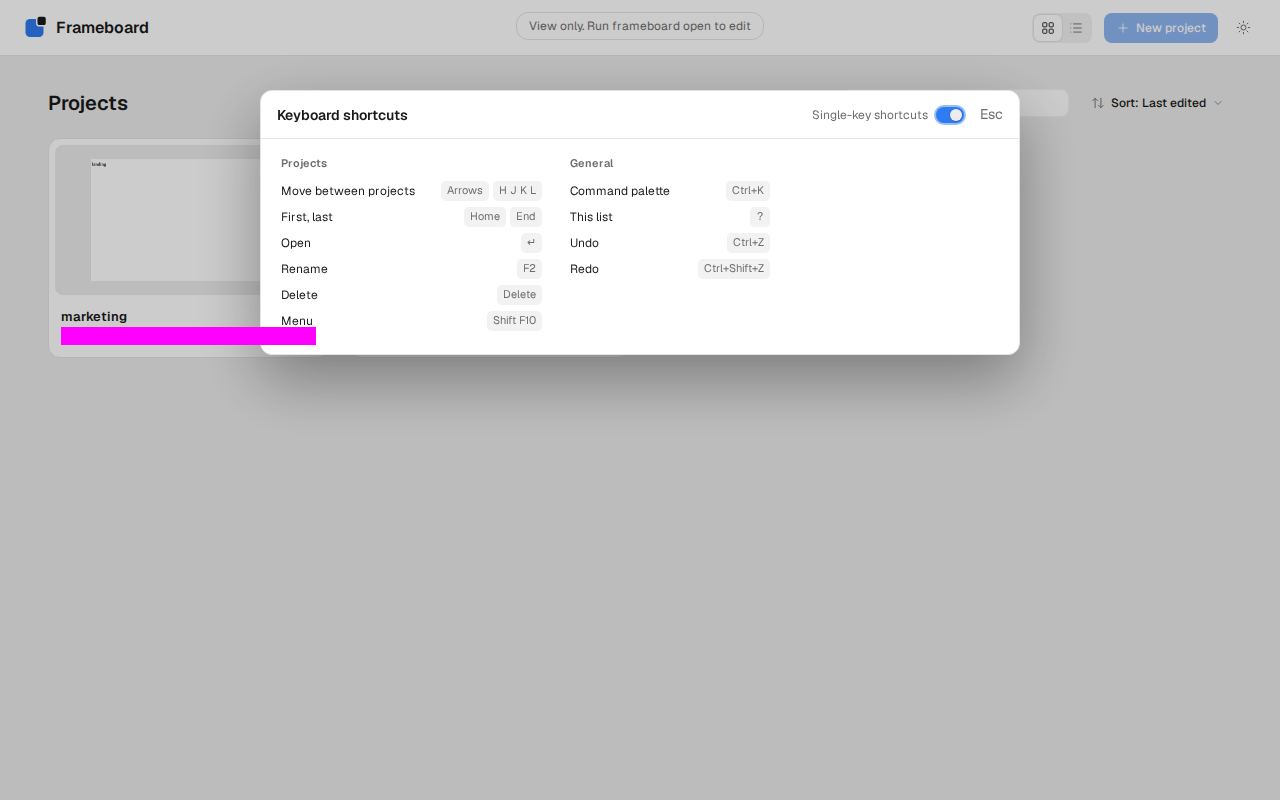 Frameboard
View only. Run frameboard open to edit
New project
Projects
Sort: Last edited
Keyboard shortcuts
Single-key shortcuts
Esc
Projects
Move between projects Arrows H J K L
First, last Home End
Open ↵
Rename F2
Delete Delete
Menu Shift F10
General
Command palette Ctrl+K
This list ?
Undo Ctrl+Z
Redo Ctrl+Shift+Z
landing
marketing